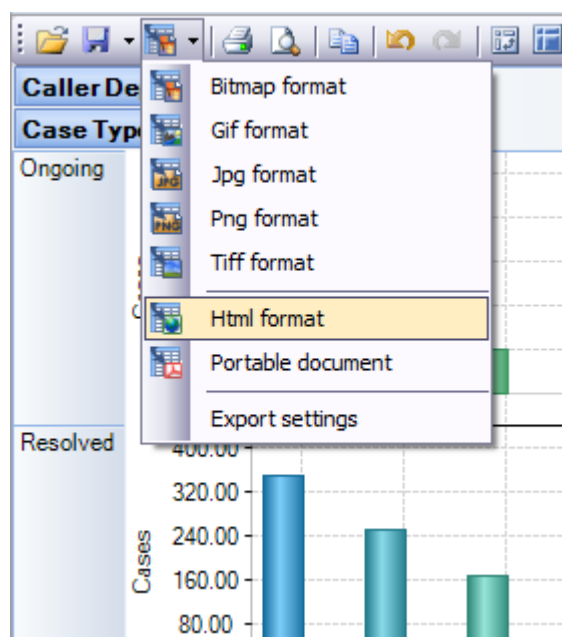 Caller De
Case Typ
Bitmap format
Gif format
Jpg format
Png format
Tiff format
Html format
Portable document
Export settings
Ongoing
Resolved
400.00
320.00
240.00
160.00
80.00
Cases